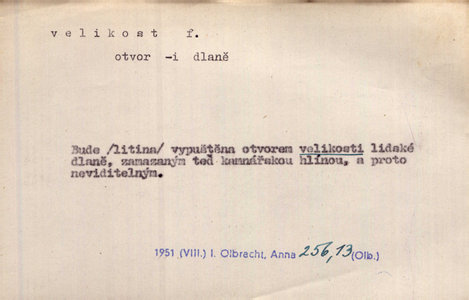 velikost f.
otvor -i dlaně
Bude /litina/ vypuštěna otvorem velikosti lidské
dlaně, zamazaným teď kamnářskou hlínou, a proto
neviditelným.
1951 (VIII.) I. Olbracht, Anna 256,13 (Olb.)